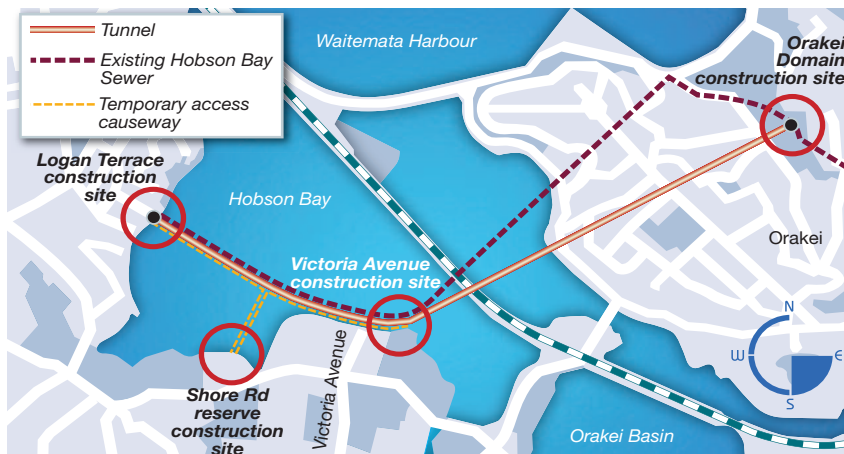 Tunnel
Existing Hobson Bay
Sewer
Temporary access
causeway
Waitemata Harbour
Orakei
Domain
construction site
Logan Terrace
construction
site
Hobson Bay
Victoria Avenue
construction site
Orakei
N
W E
S
Shore Rd
reserve
construction
site
Victoria Avenue
Orakei Basin